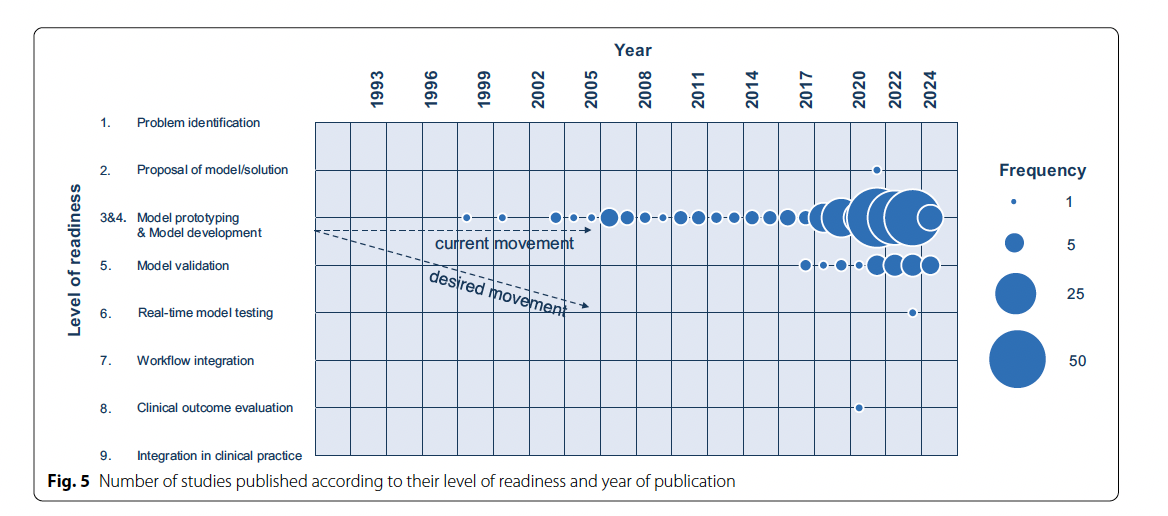 Year
1993 1996 1999 2002 2005 2008 2011 2014 2017 2020 2022 2024
Level of readiness
1. Problem identification
2. Proposal of model/solution
3&4. Model prototyping
& Model development
5. Model validation
6. Real-time model testing
7. Workflow integration
8. Clinical outcome evaluation
9. Integration in clinical practice
current movement
desired movement
Frequency
1
5
25
50
Fig. 5 Number of studies published according to their level of readiness and year of publication